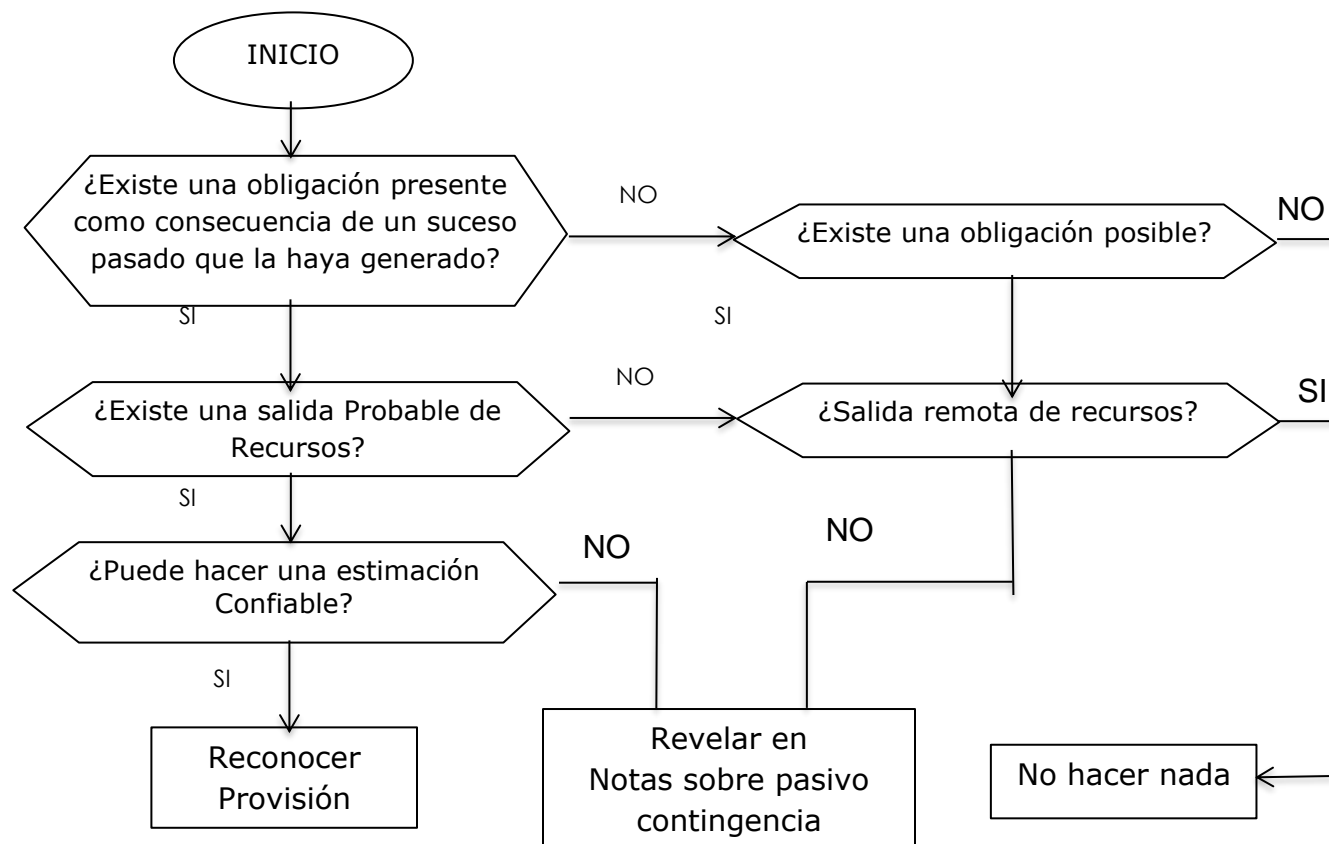 INICIO
¿Existe una obligación presente
como consecuencia de un suceso
pasado que la haya generado?
NO
¿Existe una obligación posible?
NO
SI
SI
¿Existe una salida Probable de
Recursos?
NO
¿Salida remota de recursos?
SI
SI
¿Puede hacer una estimación
Confiable?
NO
NO
SI
Reconocer
Provisión
Revelar en
Notas sobre pasivo
contingencia
No hacer nada